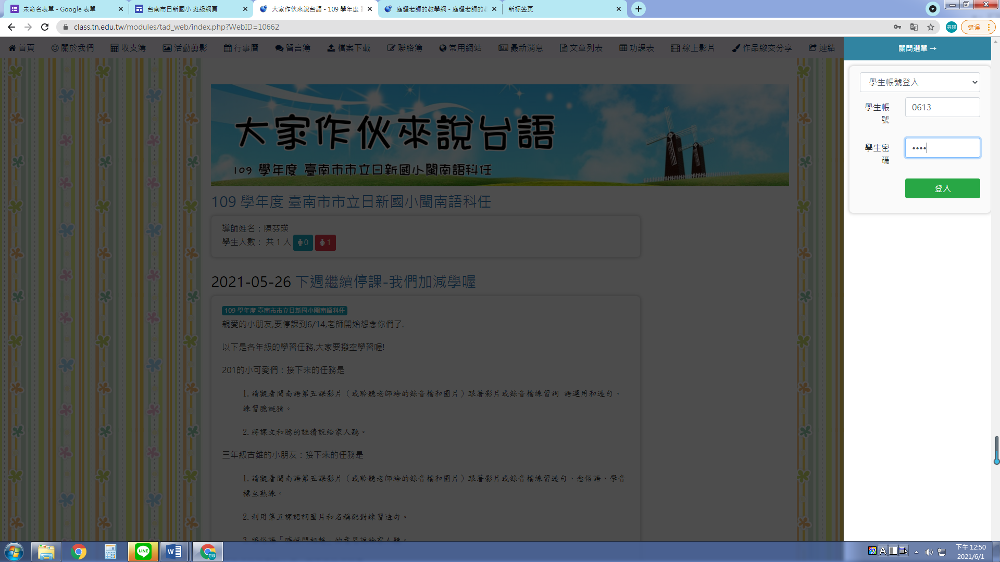 未命名表單 - Google 表單
台南市日新國小 班級網頁
大家作伙來說台語 - 109 學年度
庭燿老師的教學網 - 庭燿老師的
新标签页
class.tn.edu.tw/modules/tad_web/index.php?WebID=10662
芬瑛
错误
首頁 關於我們 收支簿 活動剪影 行事曆 留言簿 檔案下載 聯絡簿 常用網站 最新消息 文章列表 功課表 線上影片 作品繳交分享 連結
關閉選單 →
學生帳號登入
學生帳號
0613
學生密碼
••••
登入
大家作伙來說台語
109 學年度 臺南市市立日新國小閩南語科任
109 學年度 臺南市市立日新國小閩南語科任
導師姓名：陳芬瑛
學生人數： 共 1 人 0 1
2021-05-26 下週繼續停課-我們加減學喔
109 學年度 臺南市市立日新國小閩南語科任
親愛的小朋友,要停課到6/14,老師開始想念你們了.
以下是各年級的學習任務,大家要撥空學習喔!
201的小可愛們：接下來的任務是
1. 請觀看閩南語第五課影片（或聆聽老師給的錄音檔和圖片）跟著影片或錄音檔練習詞 語運用和造句、
練習臆謎猜。
2. 將課文和臆的謎猜說給家人聽。
三年級古錐的小朋友：接下來的任務是
1. 請觀看閩南語第五課影片（或聆聽老師給的錄音檔和圖片）跟著影片或錄音檔練習造句、念俗語、學音
標至熟練。
2. 利用第五課語詞圖片和名稱配對練習造句。
3. 將俗語「時好鬥相報」的意思說給家人聽。
LINE
W
芬瑛
A
下午 12:50
2021/6/1